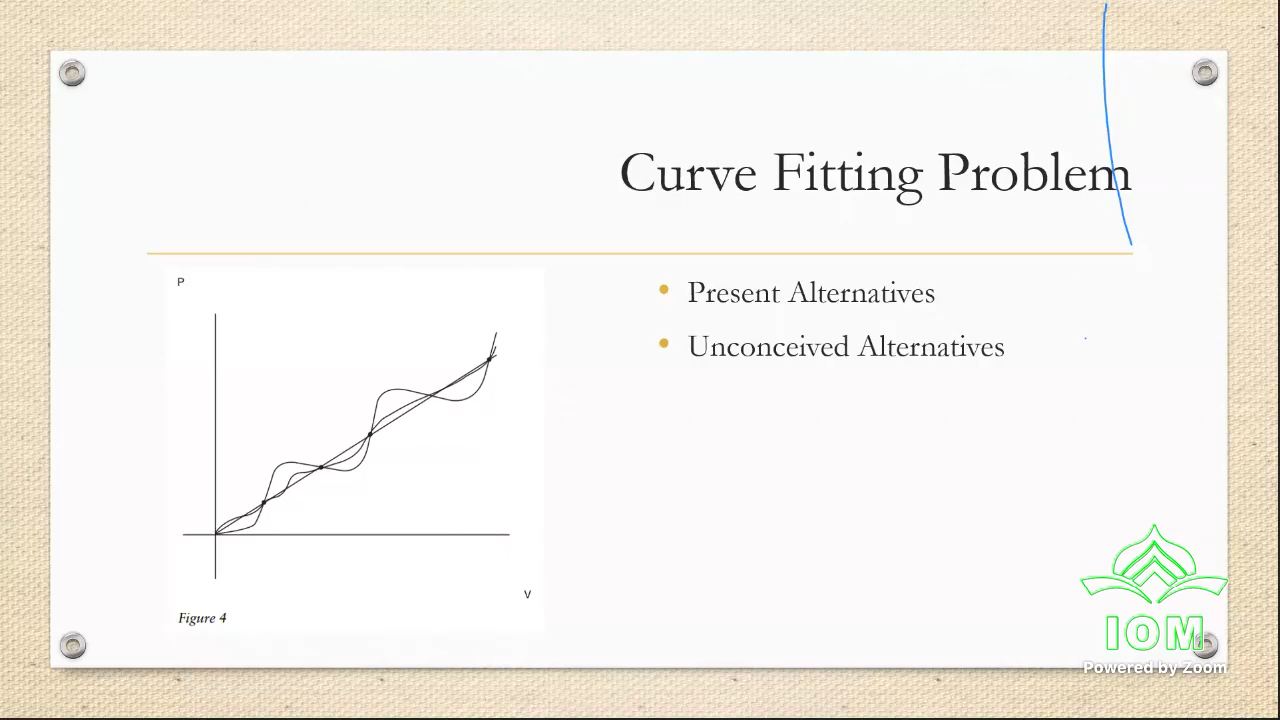 Curve Fitting Problem
P
V
Figure 4
Present Alternatives
Unconceived Alternatives
IOM
Powered by Zoom